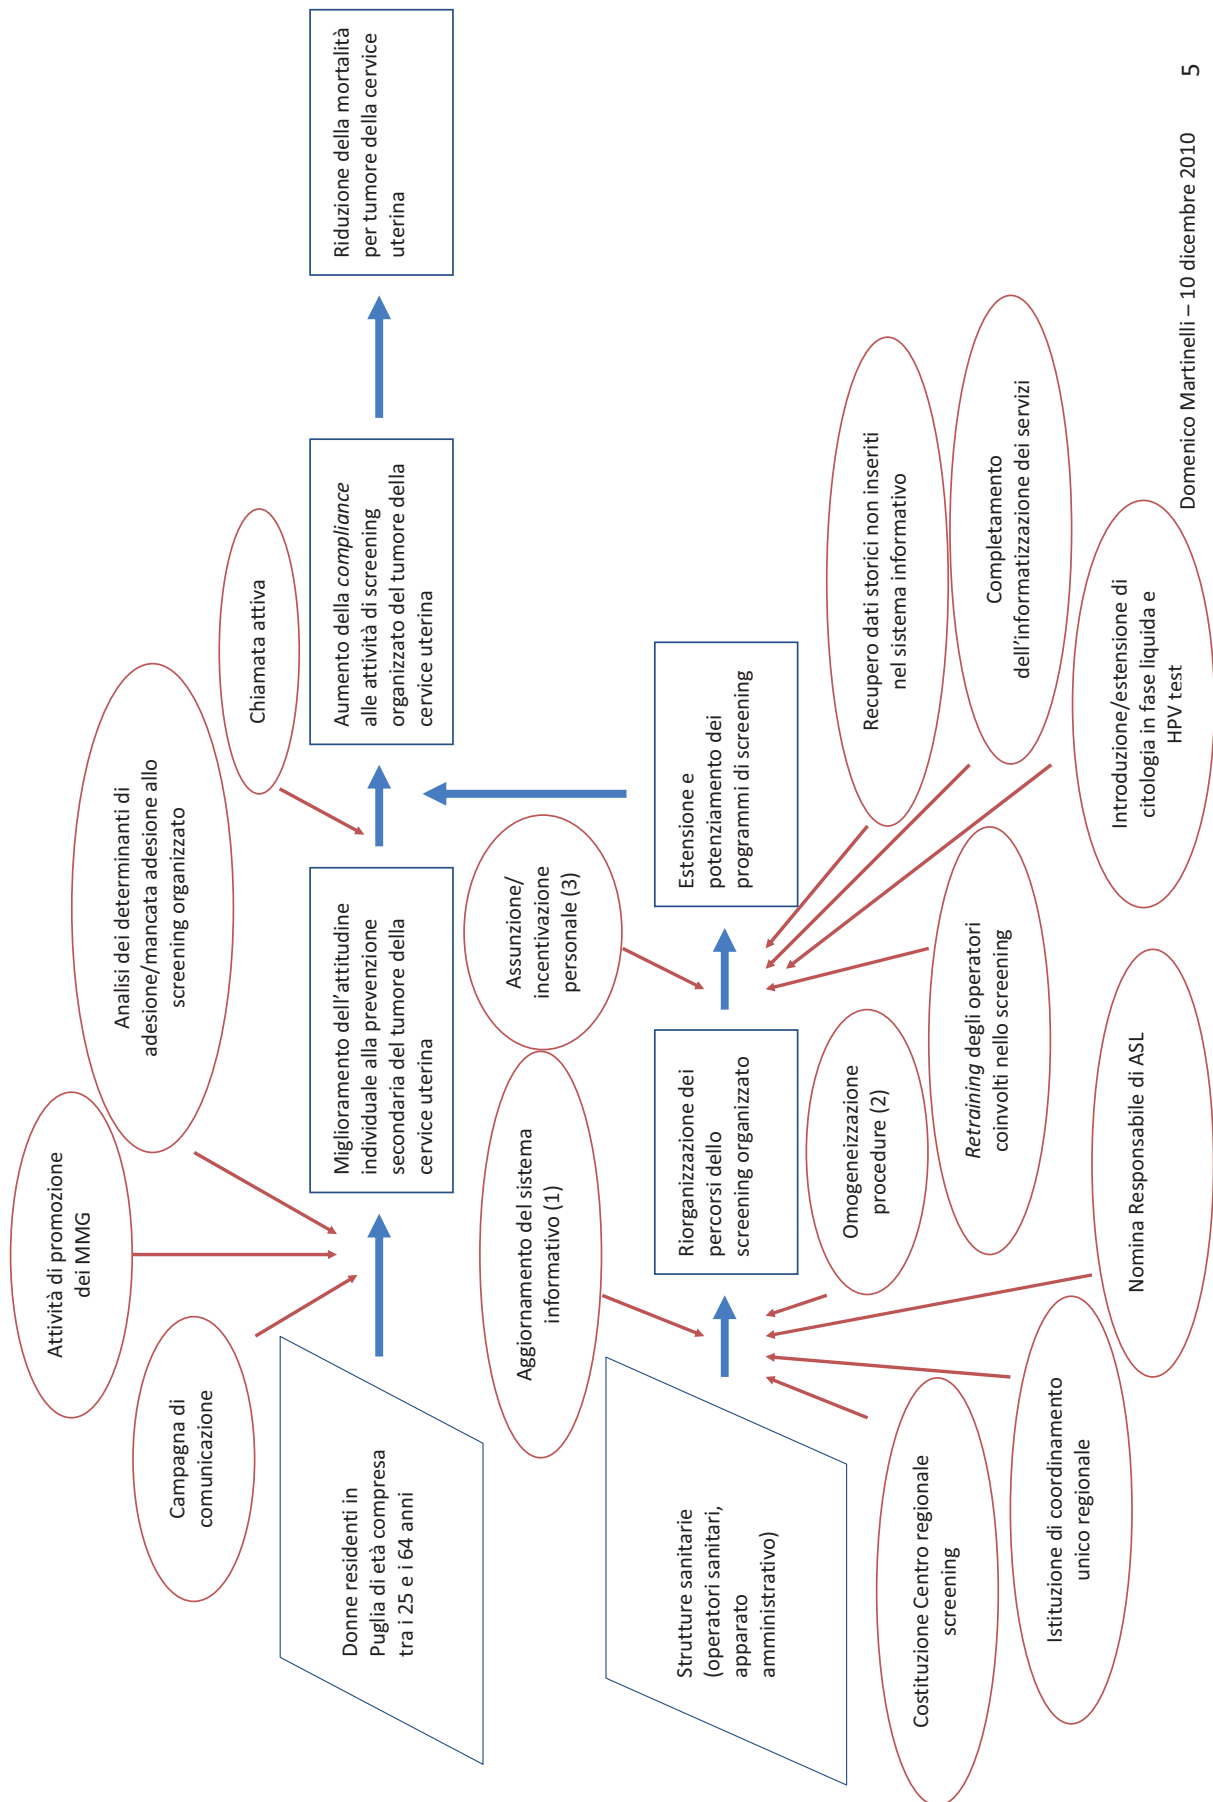 Attività di promozione
dei MMG
Analisi dei determinanti di
adesione/mancata adesione allo
screening organizzato
Campagna di
comunicazione
Chiamata attiva
Donne residenti in
Puglia di età compresa
tra i 25 e i 64 anni
Miglioramento dell’attitudine
individuale alla prevenzione
secondaria del tumore della
cervice uterina
Aumento della compliance
alle attività di screening
organizzato del tumore della
cervice uterina
Riduzione della mortalità
per tumore della cervice
uterina
Aggiornamento del sistema
informativo (1)
Assunzione/
incentivazione
personale (3)
Strutture sanitarie
(operatori sanitari,
apparato
amministrativo)
Riorganizzazione dei
percorsi dello
screening organizzato
Estensione e
potenziamento dei
programmi di screening
Omogeneizzazione
procedure (2)
Recupero dati storici non inseriti
nel sistema informativo
Costituzione Centro regionale
screening
Retraining degli operatori
coinvolti nello screening
Completamento
dell’informatizzazione dei servizi
Istituzione di coordinamento
unico regionale
Nomina Responsabile di ASL
Introduzione/estensione di
citologia in fase liquida e
HPV test
Domenico Martinelli – 10 dicembre 2010
5